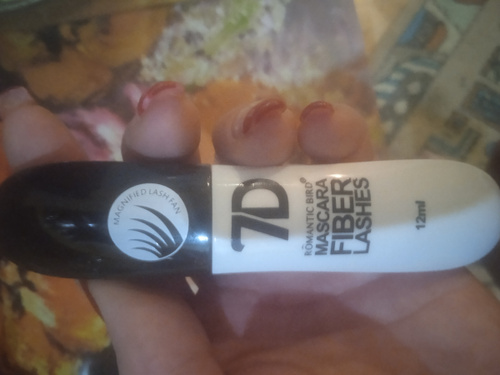 MAGNIFIED LASH FAN
7D
ROMANTIC BIRD®
MASCARA
FIBER
LASHES
12ml